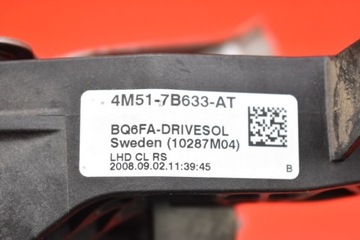 4M51-7B633-AT
BQ6FA-DRIVESOL
Sweden (10287M04)
LHD CL RS
2008.09.02.11:39:45
B